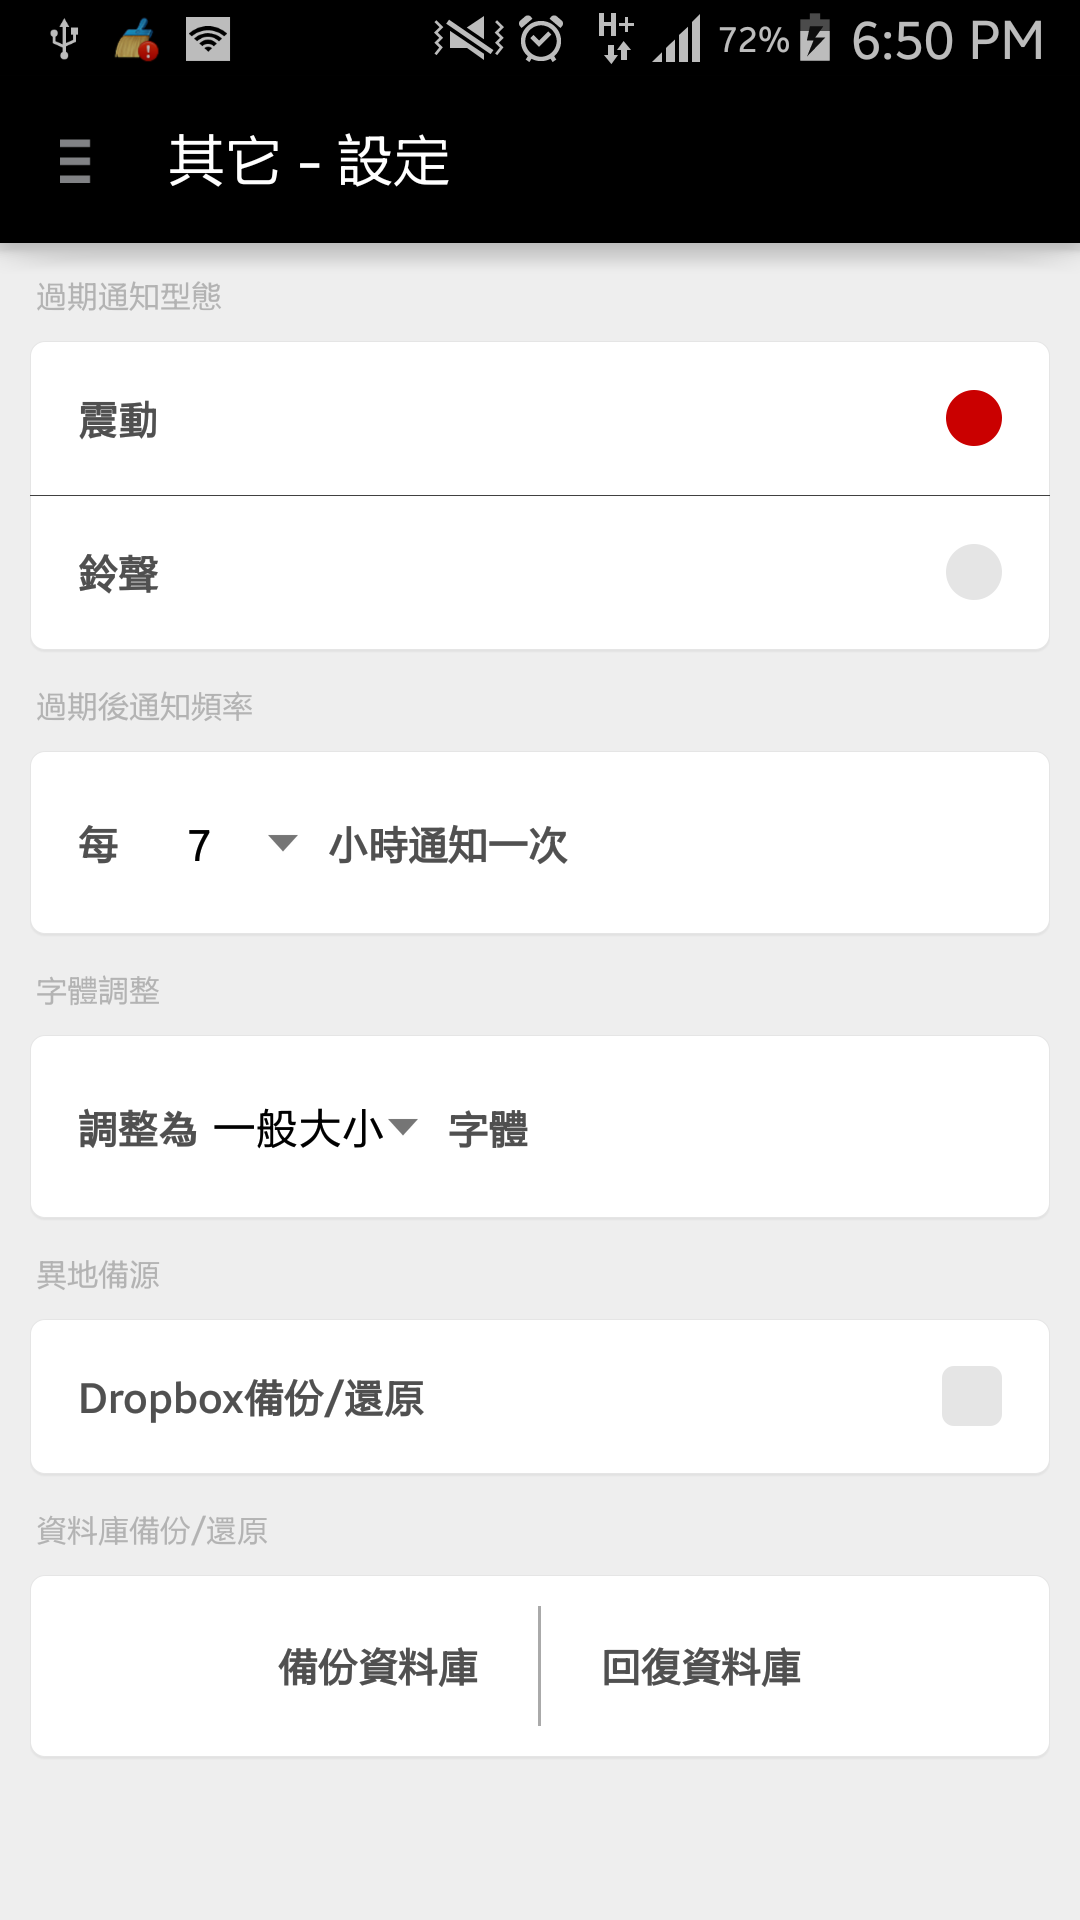 H+ 72% 6:50 PM
其它 - 設定
過期通知型態
震動
鈴聲
過期後通知頻率
每 7 小時通知一次
字體調整
調整為 一般大小 字體
異地備源
Dropbox備份/還原
資料庫備份/還原
備份資料庫 回復資料庫